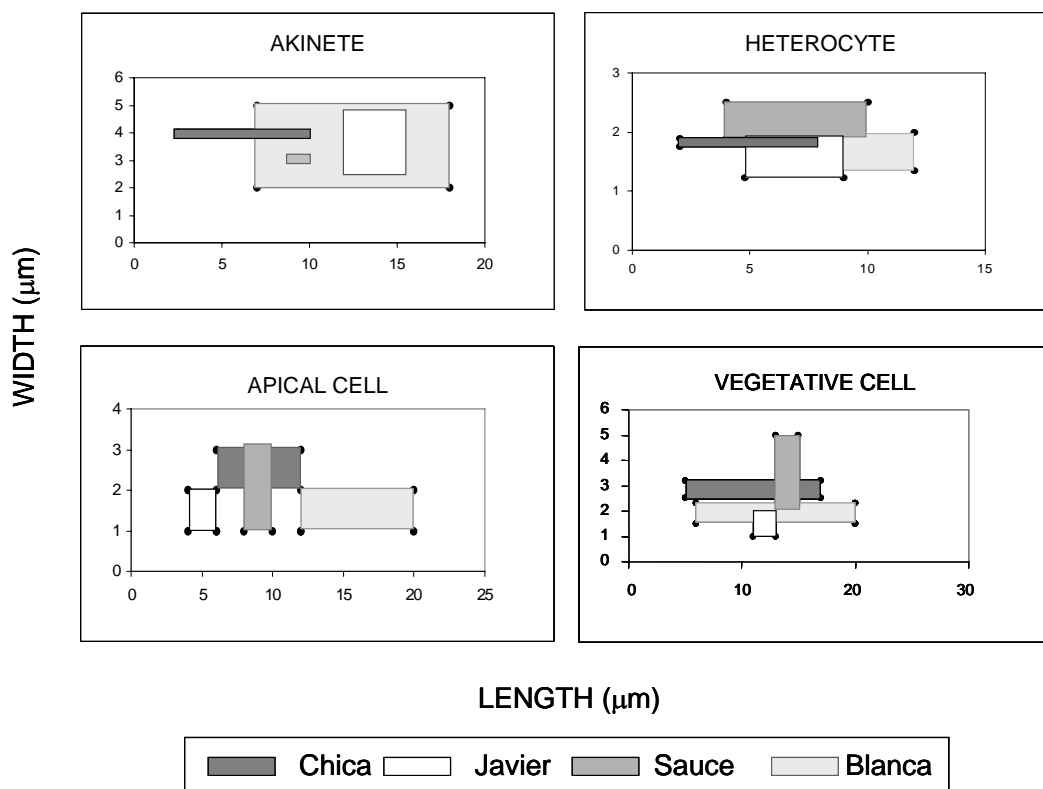 AKINETE
6
5
4
3
2
1
0
0 5 10 15 20
HETEROCYTE
3
2
1
0
0 5 10 15
WIDTH (μm)
APICAL CELL
4
3
2
1
0
0 5 10 15 20 25
VEGETATIVE CELL
6
5
4
3
2
1
0
0 10 20 30
LENGTH (μm)
Chica Javier Sauce Blanca